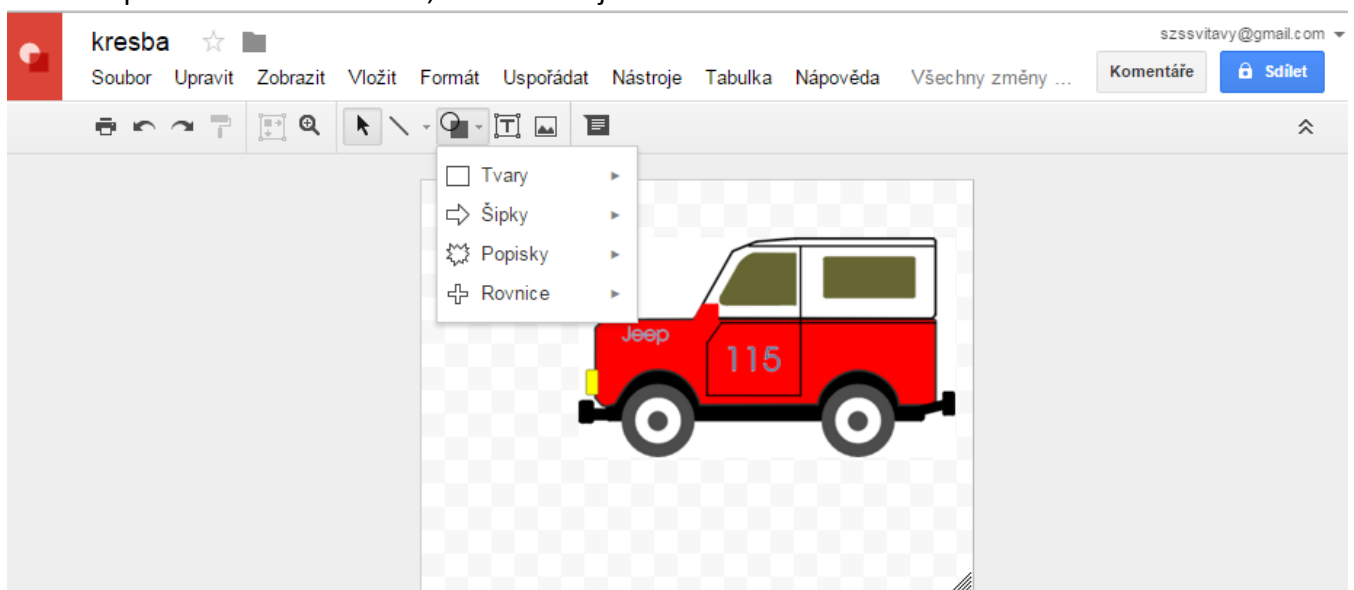 szssvitavy@gmail.com
kresba
Soubor Upravit Zobrazit Vložit Formát Uspořádat Nástroje Tabulka Nápověda Všechny změny ... Komentáře Sdílet
Tvary
Šipky
Popisky
Rovnice
Jeep
115